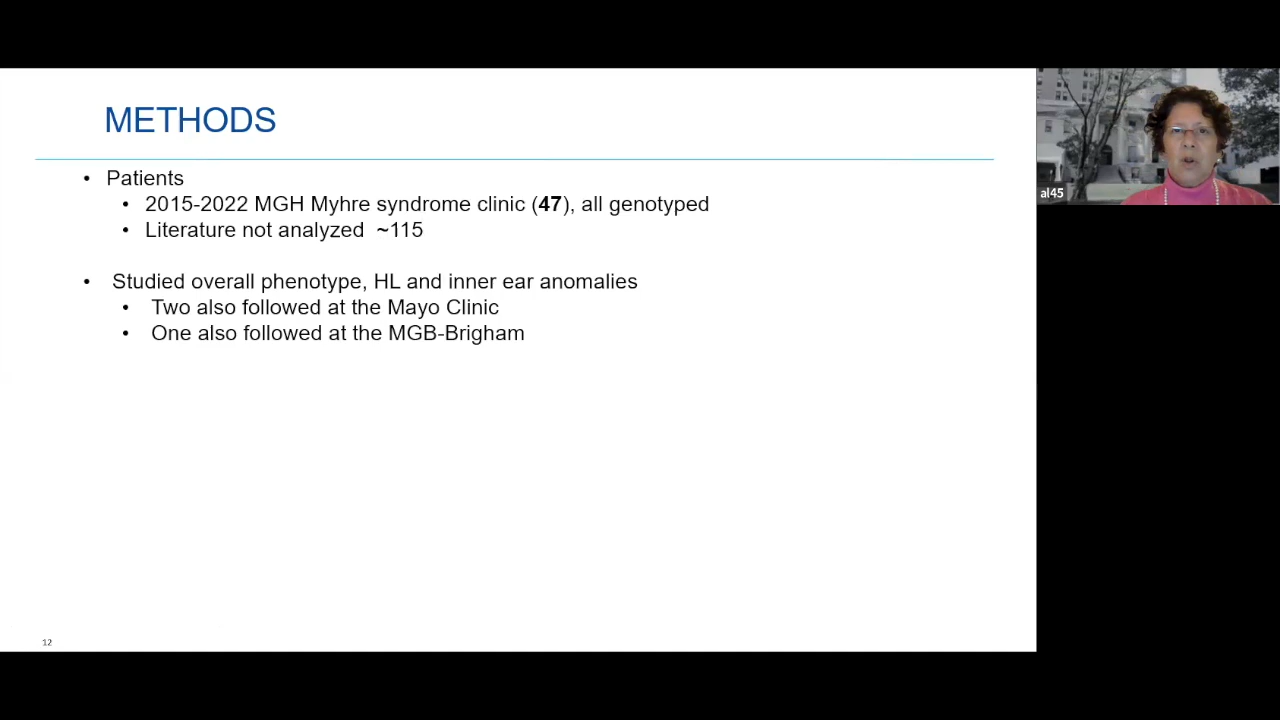 METHODS
• Patients
• 2015-2022 MGH Myhre syndrome clinic (47), all genotyped
• Literature not analyzed ~115
• Studied overall phenotype, HL and inner ear anomalies
• Two also followed at the Mayo Clinic
• One also followed at the MGB-Brigham
12
al45